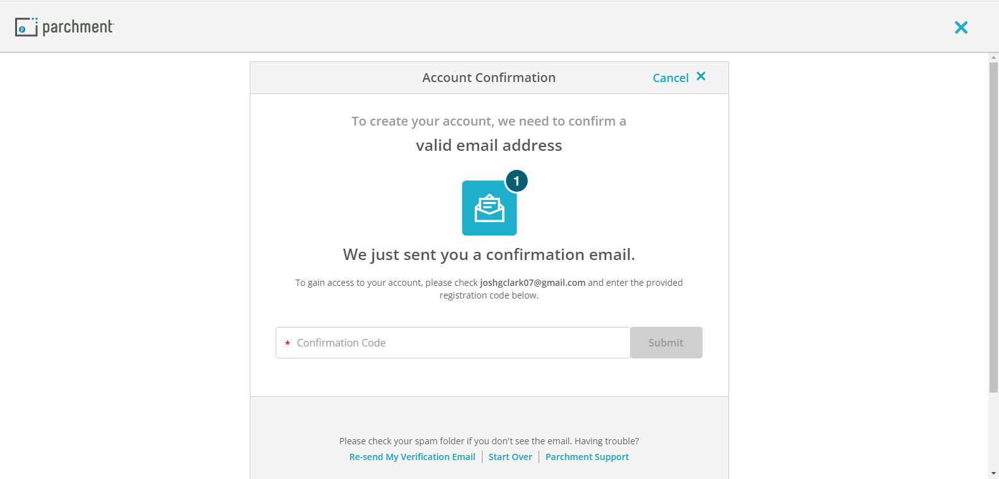 parchment
Account Confirmation
Cancel
To create your account, we need to confirm a
valid email address
1
We just sent you a confirmation email.
To gain access to your account, please check joshgclark07@gmail.com and enter the provided
registration code below.
* Confirmation Code
Submit
Please check your spam folder if you don't see the email. Having trouble?
Re-send My Verification Email | Start Over | Parchment Support